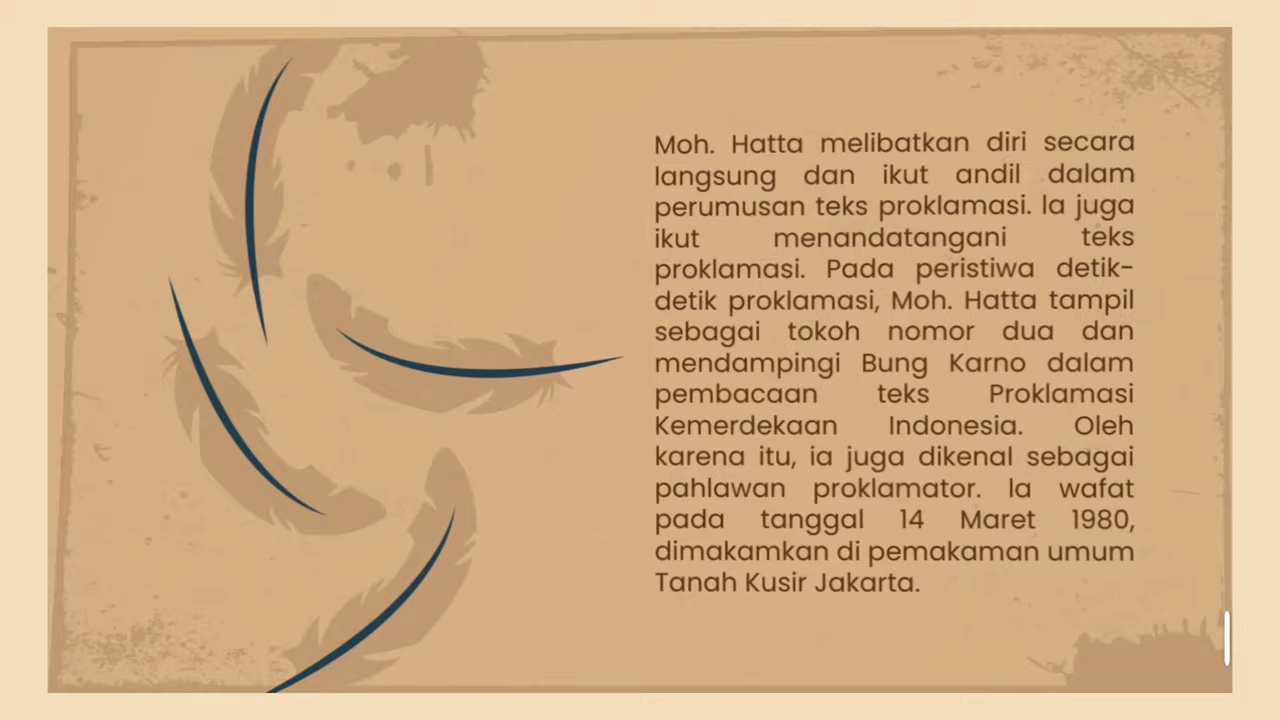 Moh. Hatta melibatkan diri secara
langsung dan ikut andil dalam
perumusan teks proklamasi. Ia juga
ikut menandatangani teks
proklamasi. Pada peristiwa detik-
detik proklamasi, Moh. Hatta tampil
sebagai tokoh nomor dua dan
mendampingi Bung Karno dalam
pembacaan teks Proklamasi
Kemerdekaan Indonesia. Oleh
karena itu, ia juga dikenal sebagai
pahlawan proklamator. Ia wafat
pada tanggal 14 Maret 1980,
dimakamkan di pemakaman umum
Tanah Kusir Jakarta.